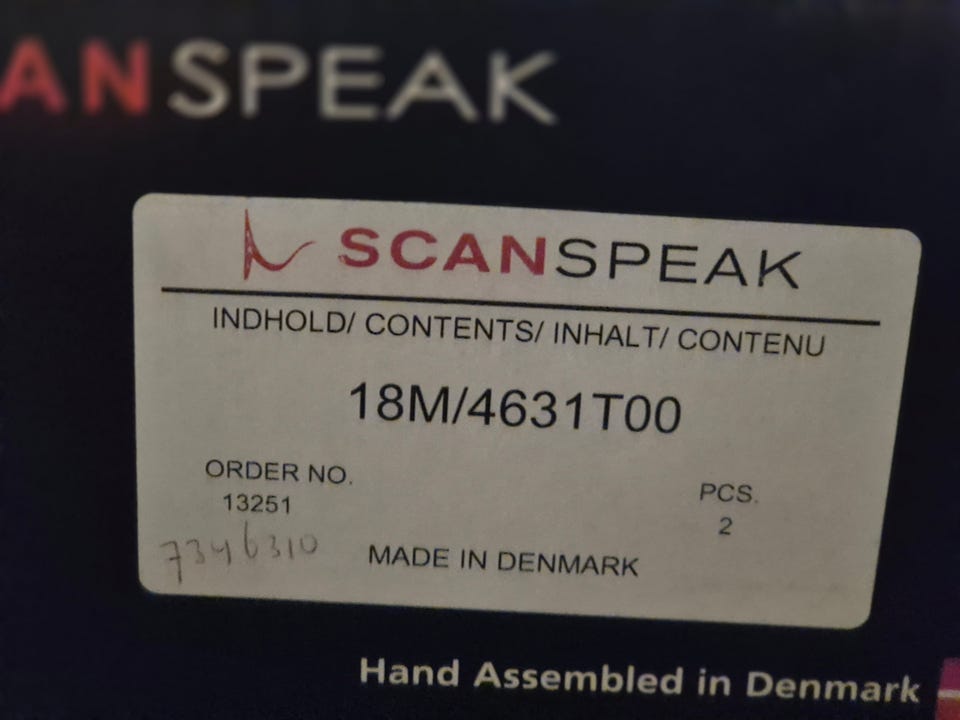 ANSPEAK
SCANSPEAK
INDHOLD/ CONTENTS/ INHALT/ CONTENU
18M/4631T00
ORDER NO.
13251
PCS.
2
7346310
MADE IN DENMARK
Hand Assembled in Denmark